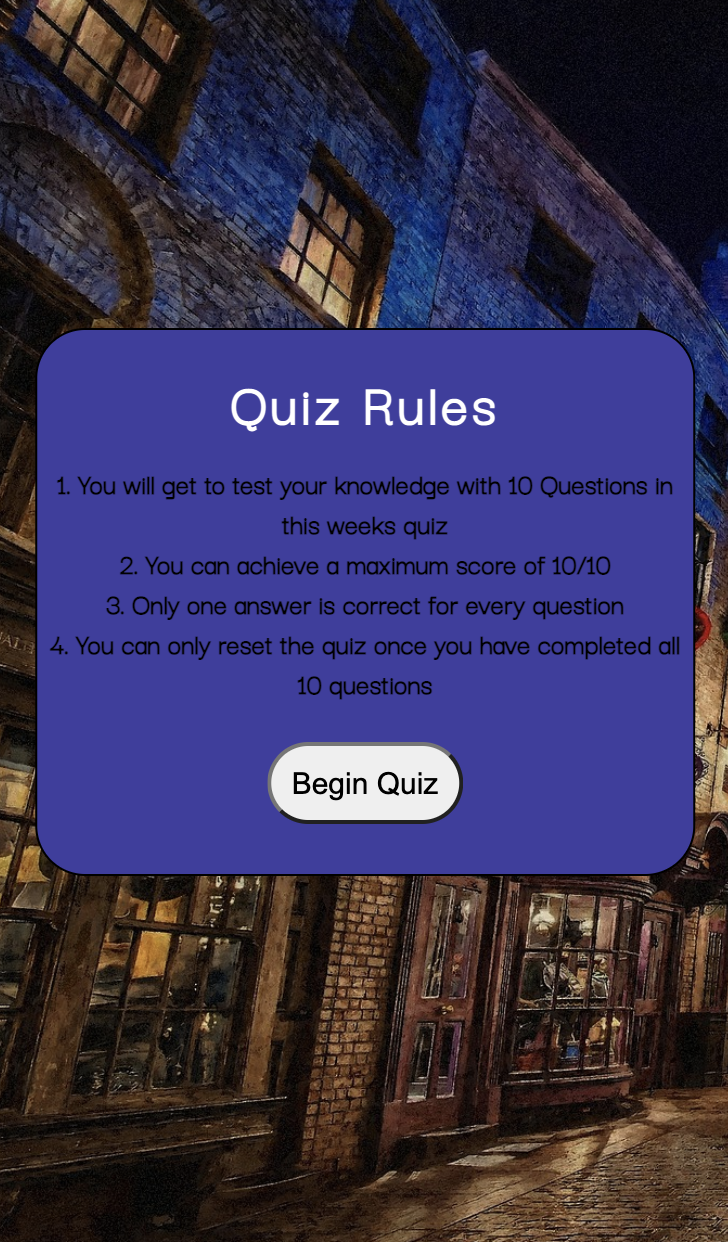 Quiz Rules
1. You will get to test your knowledge with 10 Questions in
this weeks quiz
2. You can achieve a maximum score of 10/10
3. Only one answer is correct for every question
4. You can only reset the quiz once you have completed all
10 questions
Begin Quiz